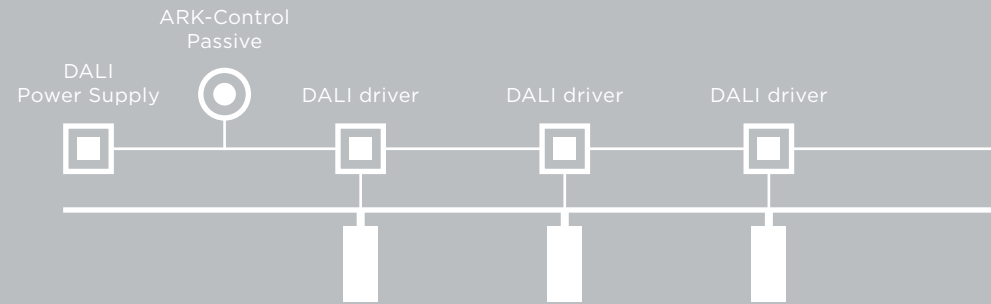 ARK-Control
Passive
DALI
Power Supply
DALI driver
DALI driver
DALI driver